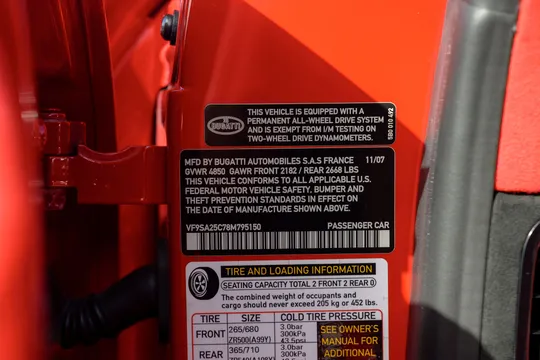 THIS VEHICLE IS EQUIPPED WITH A
PERMANENT ALL-WHEEL DRIVE SYSTEM
AND IS EXEMPT FROM I/M TESTING ON
TWO-WHEEL DRIVE DYNAMOMETERS.
BUGATTI
5B0 010 492
MFD BY BUGATTI AUTOMOBILES S.A.S FRANCE 11/07
GVWR 4850 GAWR FRONT 2182 / REAR 2668 LBS
THIS VEHICLE CONFORMS TO ALL APPLICABLE U.S.
FEDERAL MOTOR VEHICLE SAFETY, BUMPER AND
THEFT PREVENTION STANDARDS IN EFFECT ON
THE DATE OF MANUFACTURE SHOWN ABOVE.
VF9SA25C78M795150 PASSENGER CAR
TIRE AND LOADING INFORMATION
SEATING CAPACITY TOTAL 2 FRONT 2 REAR 0
The combined weight of occupants and
cargo should never exceed 205 kg or 452 lbs.
TIRE SIZE COLD TIRE PRESSURE
FRONT 265/680 ZR500(A99Y) 3.0bar 300kPa 43.5psi
SEE OWNER'S
MANUAL FOR
ADDITIONAL
REAR 365/710 3.0bar 300kPa